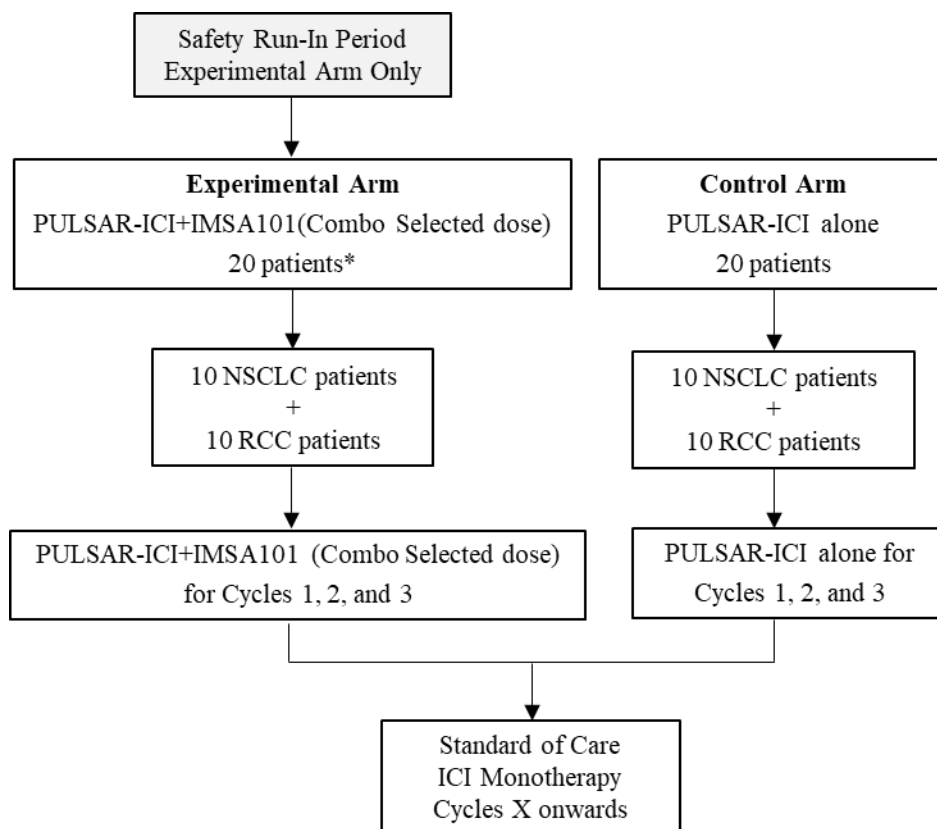 Safety Run-In Period
Experimental Arm Only
Experimental Arm
PULSAR-ICI+IMSA101(Combo Selected dose)
20 patients*
Control Arm
PULSAR-ICI alone
20 patients
10 NSCLC patients
+
10 RCC patients
10 NSCLC patients
+
10 RCC patients
PULSAR-ICI+IMSA101 (Combo Selected dose)
for Cycles 1, 2, and 3
PULSAR-ICI alone for
Cycles 1, 2, and 3
Standard of Care
ICI Monotherapy
Cycles X onwards